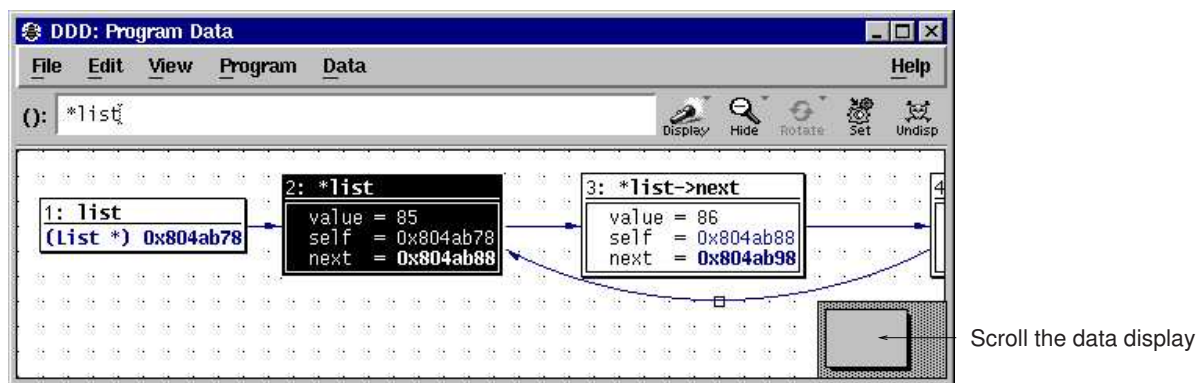 DDD: Program Data
File Edit View Program Data Help
(): *list
Display Hide Rotate Set Undisp
1: list
(List *) 0x804ab78
2: *list
value = 85
self = 0x804ab78
next = 0x804ab88
3: *list->next
value = 86
self = 0x804ab88
next = 0x804ab98
4
Scroll the data display